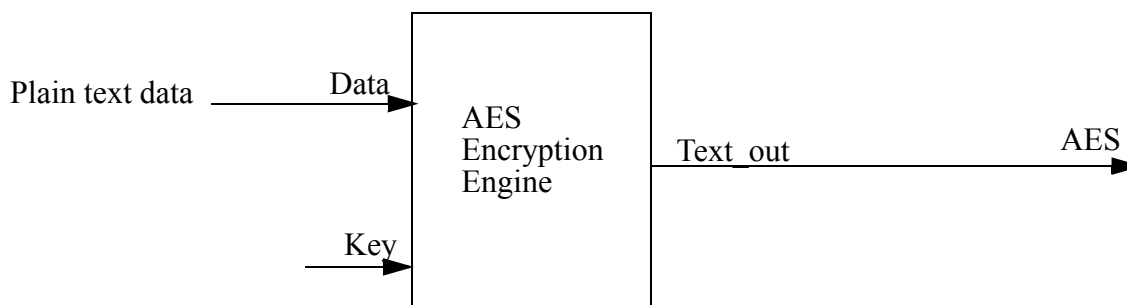 Plain text data
Data
AES
Encryption
Engine
Text_out
AES
Key